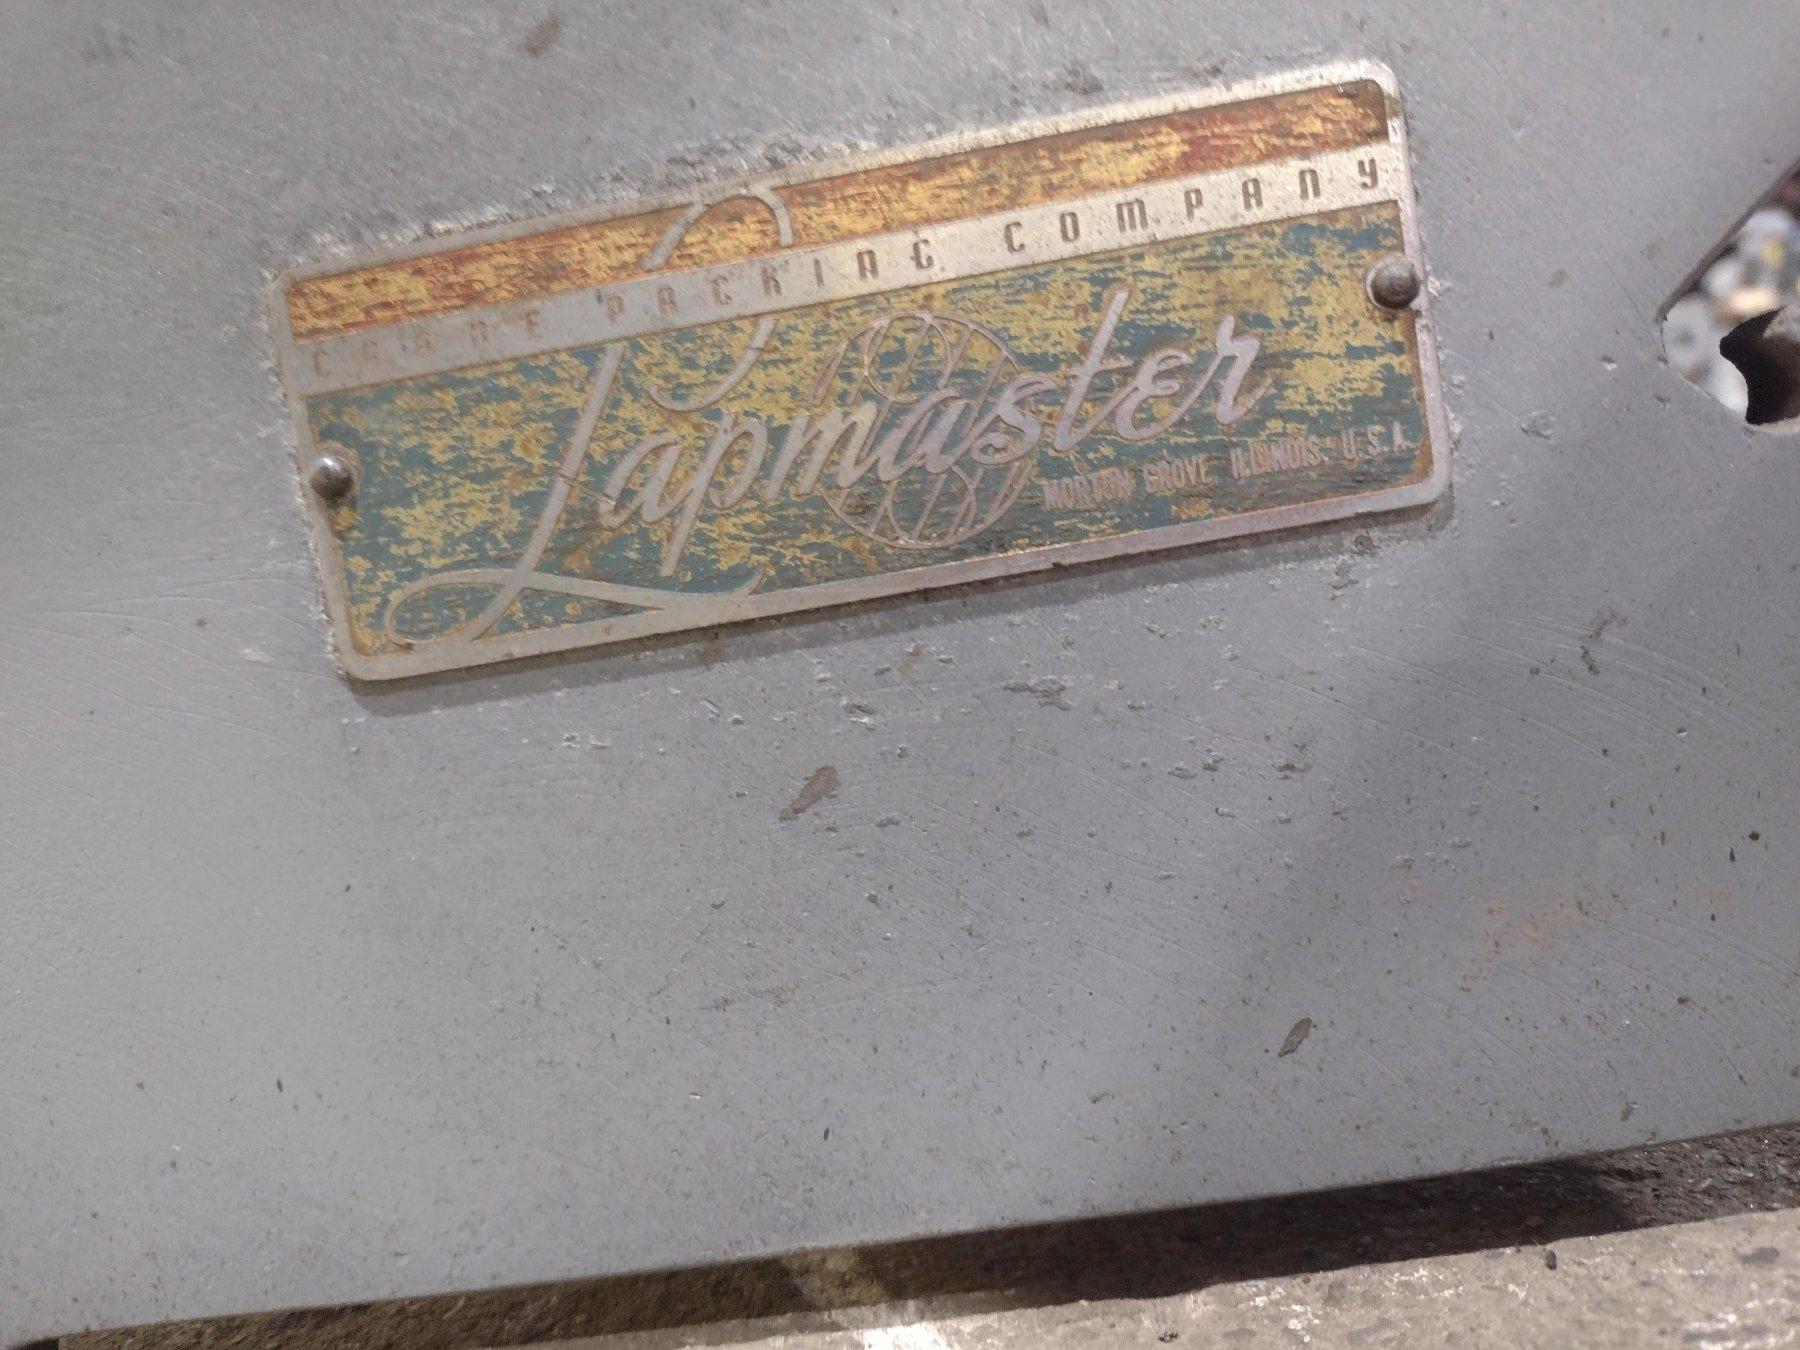 CRANE PACKING COMPANY
Lapmaster
MORTON GROVE, ILLINOIS, U.S.A.